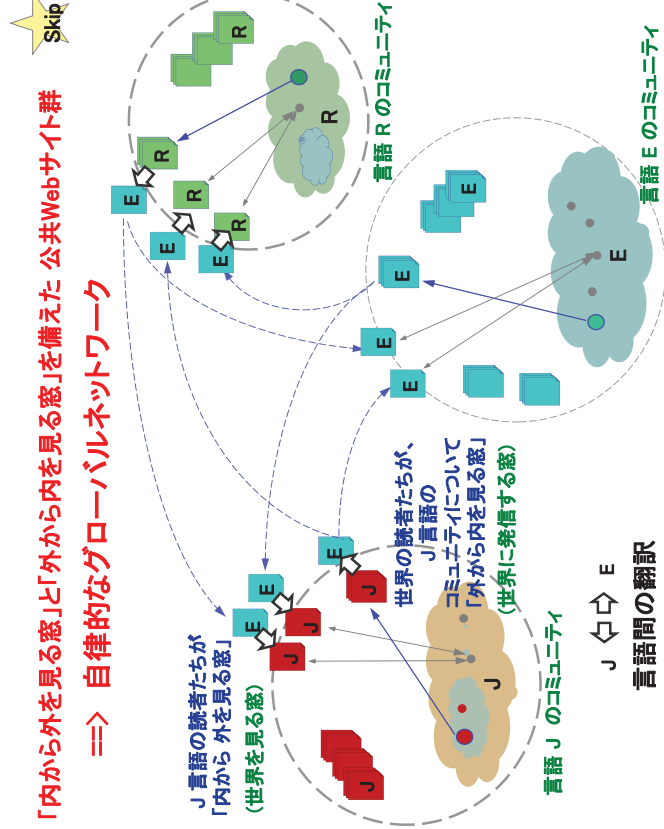 「内から外を見る窓」と「外から内を見る窓」を備えた 公共Webサイト群
Skip
==> 自律的なグローバルネットワーク
J 言語の読者たちが
「内から 外を見る窓」
(世界を見る窓)
E
E
J
J
E
J
J
J
言語 J のコミュニティ
世界の読者たちが、
J 言語の
コミュニティについて
「外から内を見る窓」
(世界に発信する窓)
E
R
E
R
E
R
R
R
言語 R のコミュニティ
E
E
E
E
E
言語 E のコミュニティ
J E
言語間の翻訳